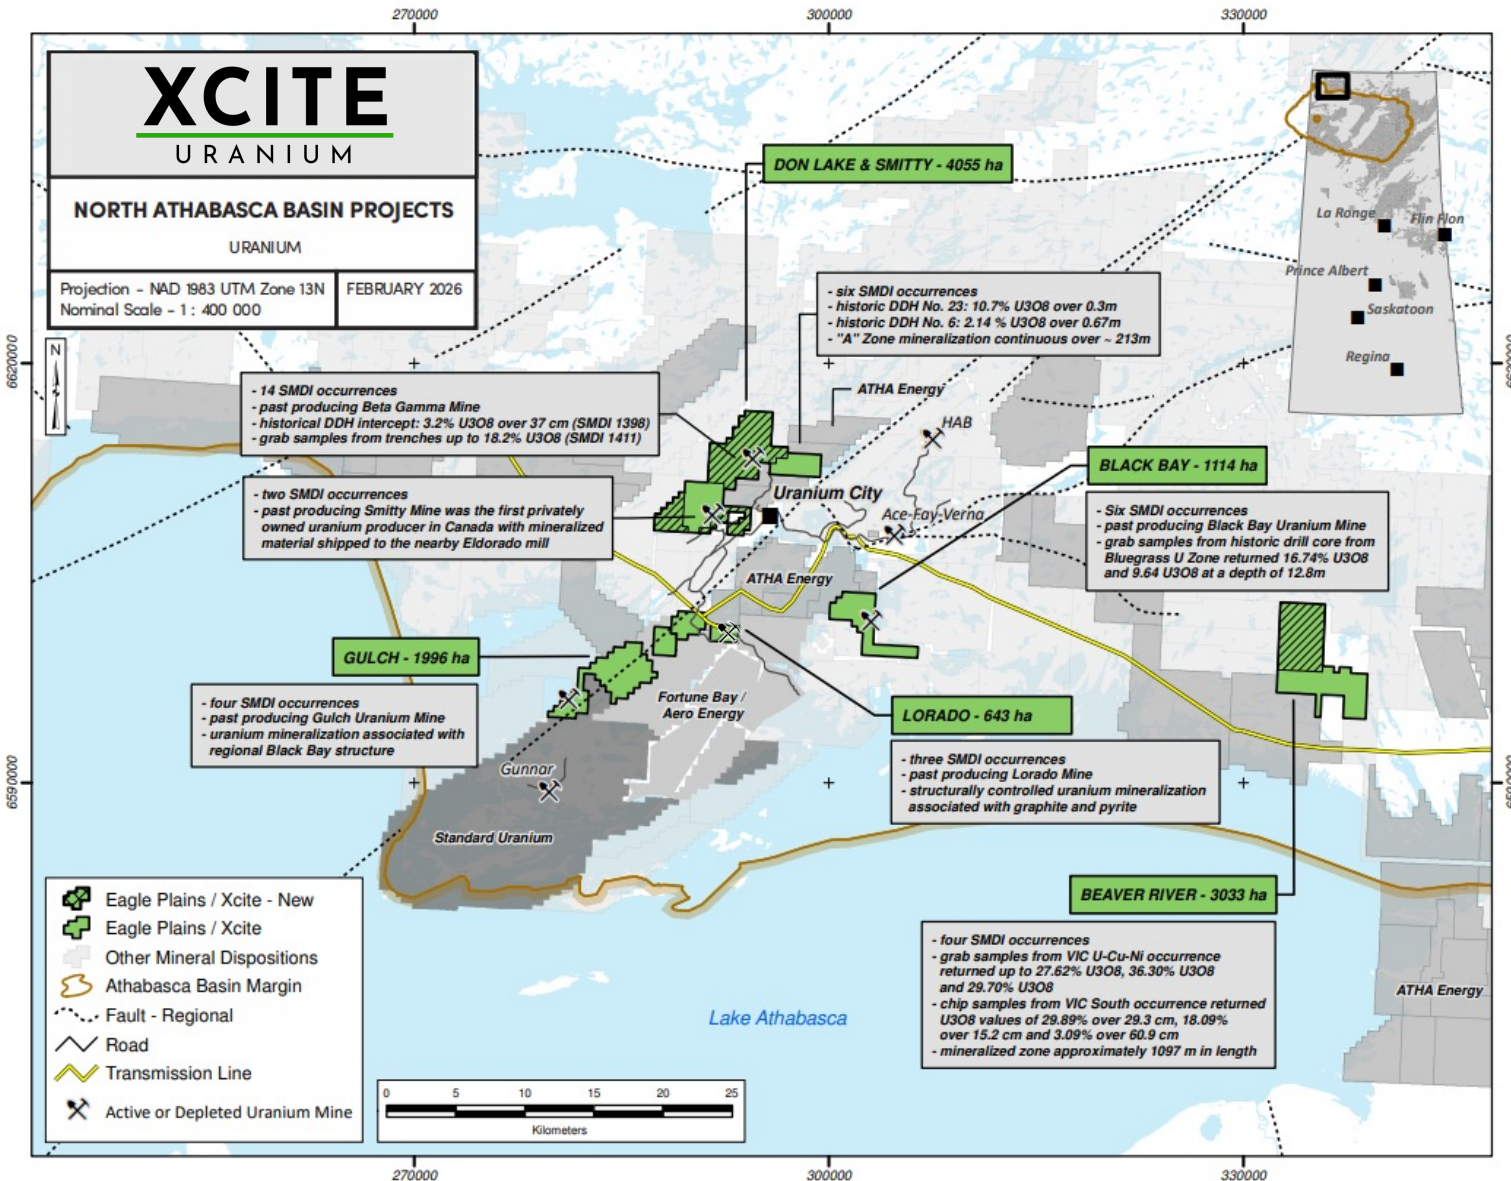 270000
300000
330000
XCITE
URANIUM
NORTH ATHABASCA BASIN PROJECTS
URANIUM
Projection - NAD 1983 UTM Zone 13N
Nominal Scale - 1 : 400 000
FEBRUARY 2026
N
6620000
6620000
DON LAKE & SMITTY - 4055 ha
La Ronge
Flin Flon
Prince Albert
Saskatoon
Regina
- six SMDI occurrences
- historic DDH No. 23: 10.7% U3O8 over 0.3m
- historic DDH No. 6: 2.14 % U3O8 over 0.67m
- "A" Zone mineralization continuous over ~ 213m
- 14 SMDI occurrences
- past producing Beta Gamma Mine
- historical DDH intercept: 3.2% U3O8 over 37 cm (SMDI 1398)
- grab samples from trenches up to 18.2% U3O8 (SMDI 1411)
ATHA Energy
HAB
BLACK BAY - 1114 ha
- two SMDI occurrences
- past producing Smitty Mine was the first privately
owned uranium producer in Canada with mineralized
material shipped to the nearby Eldorado mill
Uranium City
Ace-Fay-Verna
- Six SMDI occurrences
- past producing Black Bay Uranium Mine
- grab samples from historic drill core from
Bluegrass U Zone returned 16.74% U3O8
and 9.64 U3O8 at a depth of 12.8m
ATHA Energy
GULCH - 1996 ha
- four SMDI occurrences
- past producing Gulch Uranium Mine
- uranium mineralization associated with
regional Black Bay structure
Fortune Bay /
Aero Energy
LORADO - 643 ha
- three SMDI occurrences
- past producing Lorado Mine
- structurally controlled uranium mineralization
associated with graphite and pyrite
Gunnar
Standard Uranium
6590000
6590000
BEAVER RIVER - 3033 ha
- four SMDI occurrences
- grab samples from VIC U-Cu-Ni occurrence
returned up to 27.62% U3O8, 36.30% U3O8
and 29.70% U3O8
- chip samples from VIC South occurrence returned
U3O8 values of 29.89% over 29.3 cm, 18.09%
over 15.2 cm and 3.09% over 60.9 cm
- mineralized zone approximately 1097 m in length
ATHA Energy
Lake Athabasca
Eagle Plains / Xcite - New
Eagle Plains / Xcite
Other Mineral Dispositions
Athabasca Basin Margin
Fault - Regional
Road
Transmission Line
Active or Depleted Uranium Mine
0 5 10 15 20 25
Kilometers
270000
300000
330000